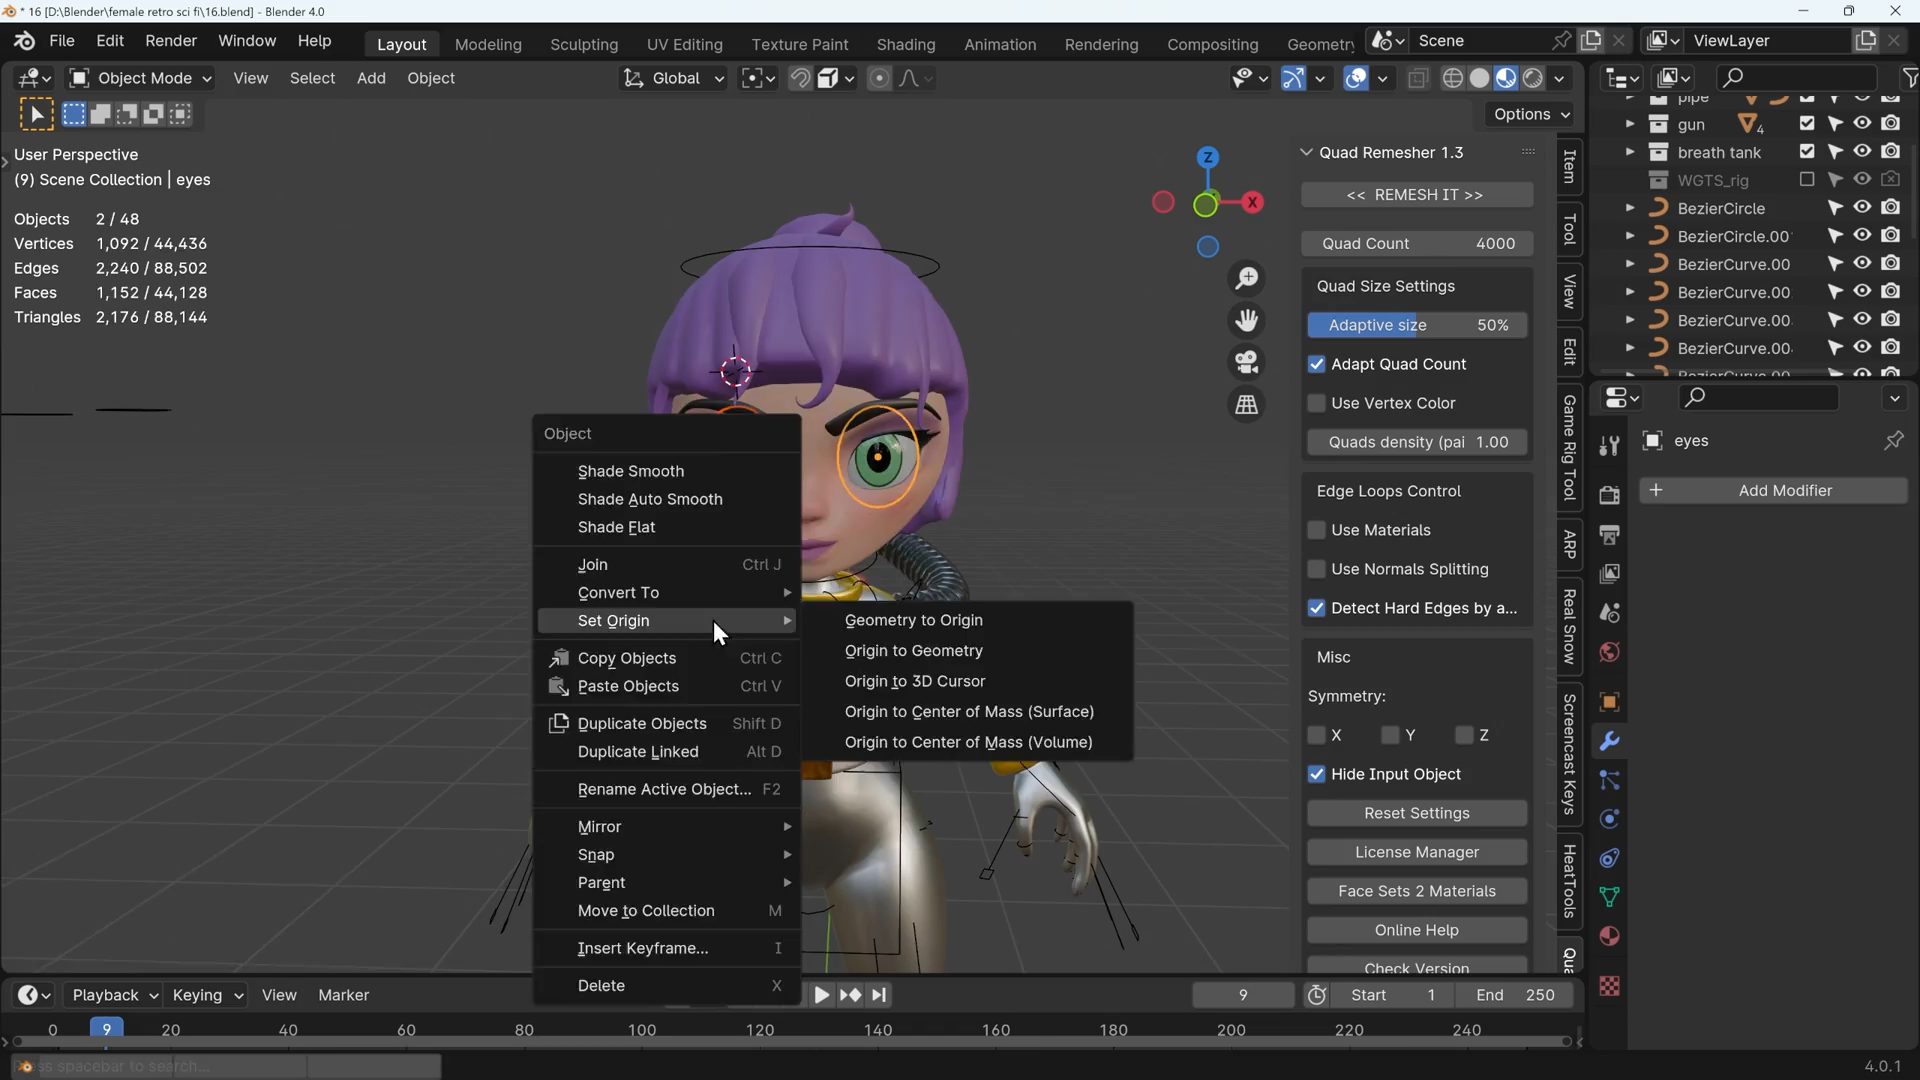 * 16 [D:\Blender\female retro sci fi\16.blend] - Blender 4.0
File Edit Render Window Help
Layout Modeling Sculpting UV Editing Texture Paint Shading Animation Rendering Compositing Geometry
Scene
ViewLayer
Object Mode View Select Add Object
Global
Options
User Perspective
(9) Scene Collection | eyes
Objects 2 / 48
Vertices 1,092 / 44,436
Edges 2,240 / 88,502
Faces 1,152 / 44,128
Triangles 2,176 / 88,144
Z
X
Object
Shade Smooth
Shade Auto Smooth
Shade Flat
Join Ctrl J
Convert To
Set Origin
Copy Objects Ctrl C
Paste Objects Ctrl V
Duplicate Objects Shift D
Duplicate Linked Alt D
Rename Active Object... F2
Mirror
Snap
Parent
Move to Collection M
Insert Keyframe... I
Delete X
Geometry to Origin
Origin to Geometry
Origin to 3D Cursor
Origin to Center of Mass (Surface)
Origin to Center of Mass (Volume)
Quad Remesher 1.3
<< REMESH IT >>
Quad Count 4000
Quad Size Settings
Adaptive size 50%
Adapt Quad Count
Use Vertex Color
Quads density (pai 1.00
Edge Loops Control
Use Materials
Use Normals Splitting
Detect Hard Edges by a...
Misc
Symmetry:
X Y Z
Hide Input Object
Reset Settings
License Manager
Face Sets 2 Materials
Online Help
Check Version
Item
Tool
View
Edit
Game Rig Tool
ARP
Real Snow
Screencast Keys
HeatTools
Qua
pipe
gun 4
breath tank
WGTS_rig
BezierCircle
BezierCircle.00
BezierCurve.00
BezierCurve.00
BezierCurve.00
BezierCurve.00
eyes
Add Modifier
Playback Keying View Marker
9 Start 1 End 250
0 9 20 40 60 80 100 120 140 160 180 200 220 240
4.0.1